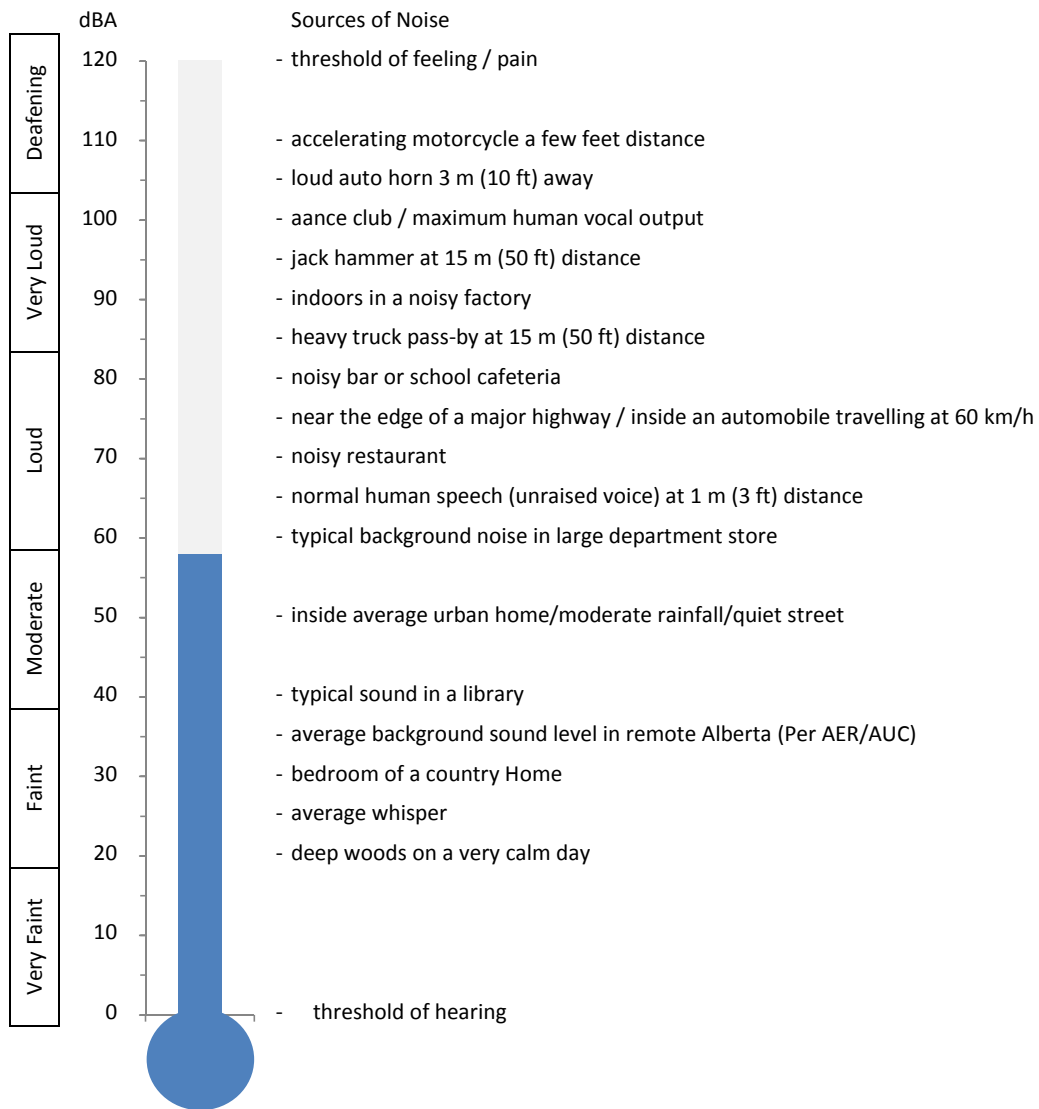 dBA Sources of Noise
120 - threshold of feeling / pain
110 - accelerating motorcycle a few feet distance
- loud auto horn 3 m (10 ft) away
Deafening
100 - aance club / maximum human vocal output
- jack hammer at 15 m (50 ft) distance
90 - indoors in a noisy factory
- heavy truck pass-by at 15 m (50 ft) distance
Very Loud
80 - noisy bar or school cafeteria
- near the edge of a major highway / inside an automobile travelling at 60 km/h
70 - noisy restaurant
- normal human speech (unraised voice) at 1 m (3 ft) distance
60 - typical background noise in large department store
Loud
50 - inside average urban home/moderate rainfall/quiet street
40 - typical sound in a library
Moderate
- average background sound level in remote Alberta (Per AER/AUC)
30 - bedroom of a country Home
- average whisper
20 - deep woods on a very calm day
Faint
10
0 - threshold of hearing
Very Faint